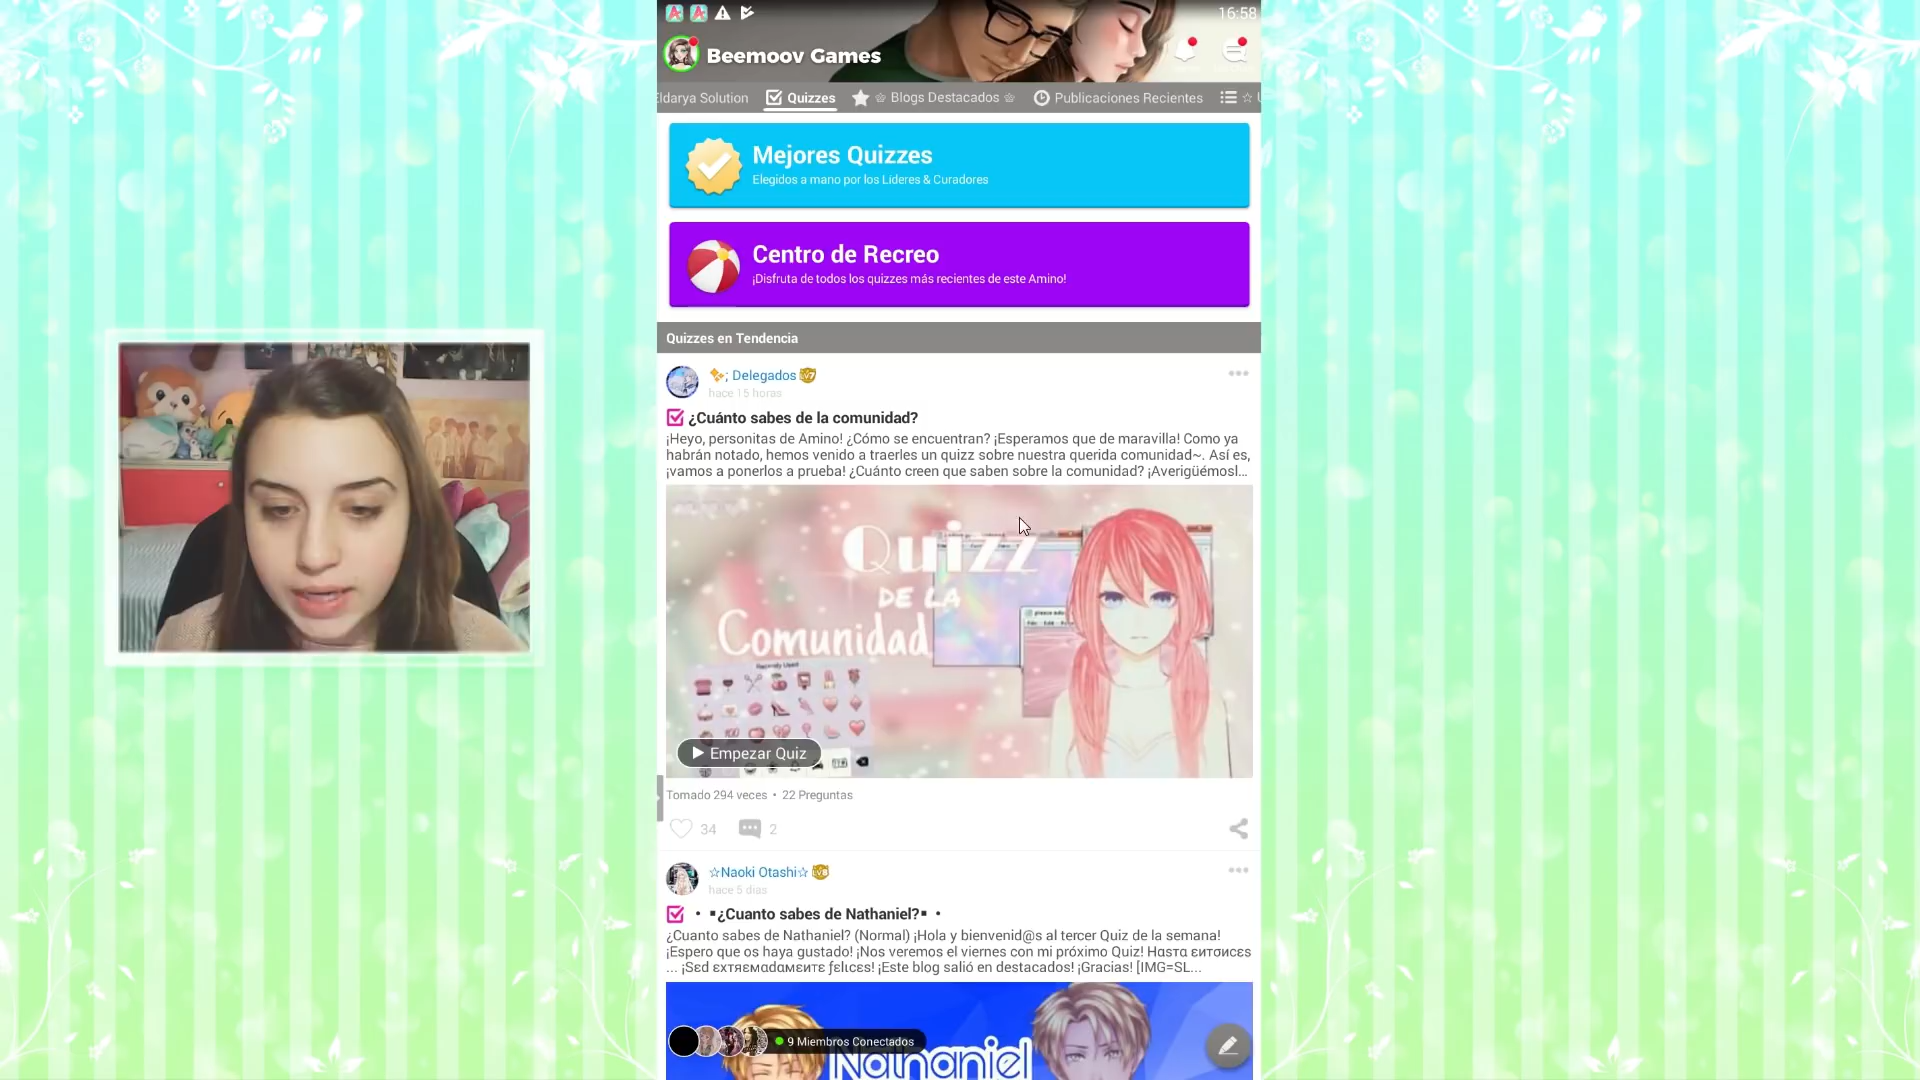 16:58
Beemoov Games
Eldarya Solution
Quizzes
Blogs Destacados
Publicaciones Recientes
☆
Mejores Quizzes
Elegidos a mano por los Líderes & Curadores
Centro de Recreo
¡Disfruta de todos los quizzes más recientes de este Amino!
Quizzes en Tendencia
✨; Delegados
hace 15 horas
¿Cuánto sabes de la comunidad?
¡Heyo, personitas de Amino! ¿Cómo se encuentran? ¡Esperamos que de maravilla! Como ya
habrán notado, hemos venido a traerles un quizz sobre nuestra querida comunidad~. Así es,
¡vamos a ponerlos a prueba! ¿Cuánto creen que saben sobre la comunidad? ¡Averigüémosl...
Quizz
DE LA
Comunidad
Recently Used
Empezar Quiz
Tomado 294 veces • 22 Preguntas
34
2
☆Naoki Otashi☆
hace 5 días
• ▪¿Cuanto sabes de Nathaniel?▪ •
¿Cuanto sabes de Nathaniel? (Normal) ¡Hola y bienvenid@s al tercer Quiz de la semana!
¡Espero que os haya gustado! ¡Nos veremos el viernes con mi próximo Quiz! Hαsтα εитσиcεs
... ¡Sεd εxтяεмαdαмεитε ƒεlιcεs! ¡Este blog salió en destacados! ¡Gracias! [IMG=SL...
9 Miembros Conectados
Nathaniel